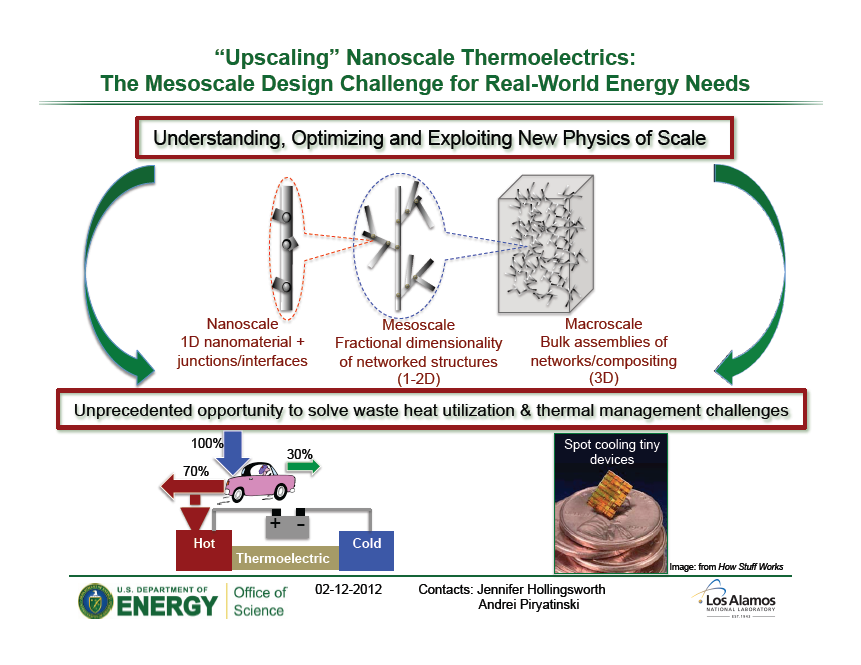 “Upscaling” Nanoscale Thermoelectrics:
The Mesoscale Design Challenge for Real-World Energy Needs
Understanding, Optimizing and Exploiting New Physics of Scale
Nanoscale
1D nanomaterial +
junctions/interfaces
Mesoscale
Fractional dimensionality
of networked structures
(1-2D)
Macroscale
Bulk assemblies of
networks/compositing
(3D)
Unprecedented opportunity to solve waste heat utilization & thermal management challenges
100%
30%
70%
+ -
Hot
Cold
Thermoelectric
Spot cooling tiny
devices
Image: from How Stuff Works
U.S. DEPARTMENT OF
ENERGY
Office of
Science
02-12-2012
Contacts: Jennifer Hollingsworth
Andrei Piryatinski
Los Alamos
NATIONAL LABORATORY
EST. 1943